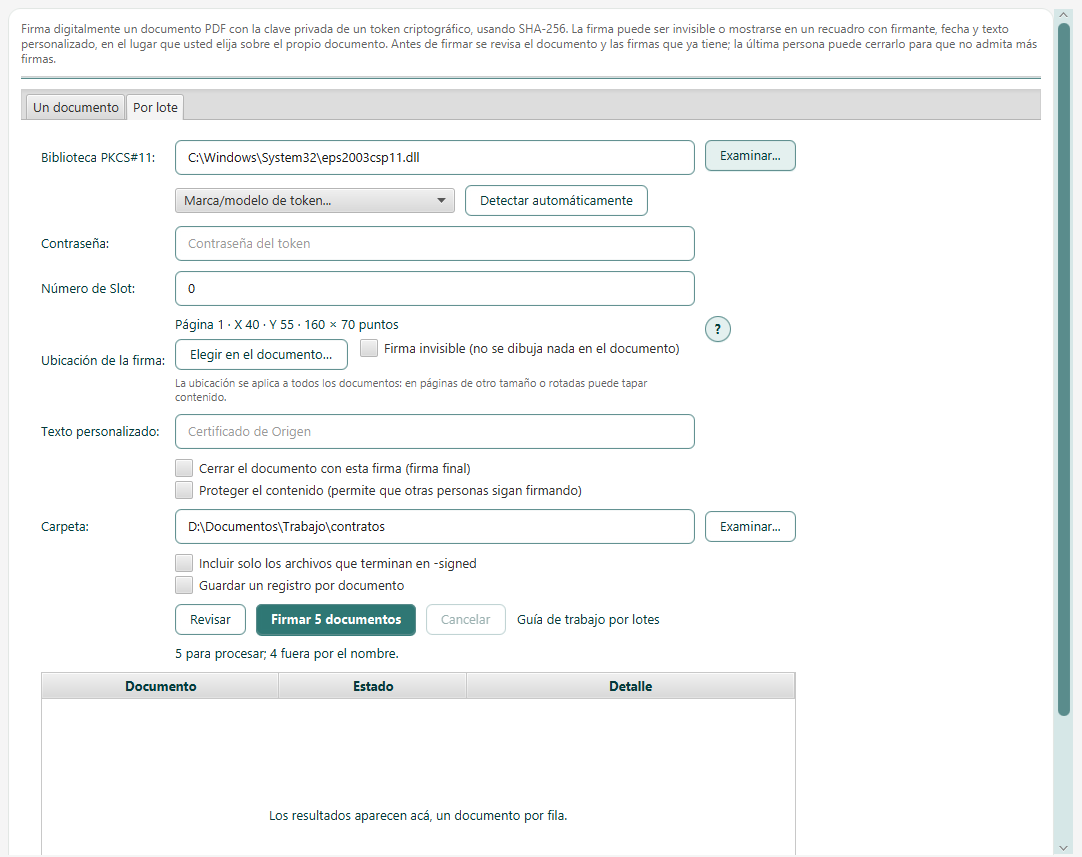 Firma digitalmente un documento PDF con la clave privada de un token criptográfico, usando SHA-256. La firma puede ser invisible o mostrarse en un recuadro con firmante, fecha y texto
personalizado, en el lugar que usted elija sobre el propio documento. Antes de firmar se revisa el documento y las firmas que ya tiene; la última persona puede cerrarlo para que no admita más
firmas.
Un documento Por lote
Biblioteca PKCS#11: C:\Windows\System32\eps2003csp11.dll Examinar...
Marca/modelo de token... Detectar automáticamente
Contraseña: Contraseña del token
Número de Slot: 0
Página 1 · X 40 · Y 55 · 160 × 70 puntos ?
Ubicación de la firma: Elegir en el documento... Firma invisible (no se dibuja nada en el documento)
La ubicación se aplica a todos los documentos: en páginas de otro tamaño o rotadas puede tapar
contenido.
Texto personalizado: Certificado de Origen
Cerrar el documento con esta firma (firma final)
Proteger el contenido (permite que otras personas sigan firmando)
Carpeta: D:\Documentos\Trabajo\contratos Examinar...
Incluir solo los archivos que terminan en -signed
Guardar un registro por documento
Revisar Firmar 5 documentos Cancelar Guía de trabajo por lotes
5 para procesar; 4 fuera por el nombre.
Documento Estado Detalle
Los resultados aparecen acá, un documento por fila.